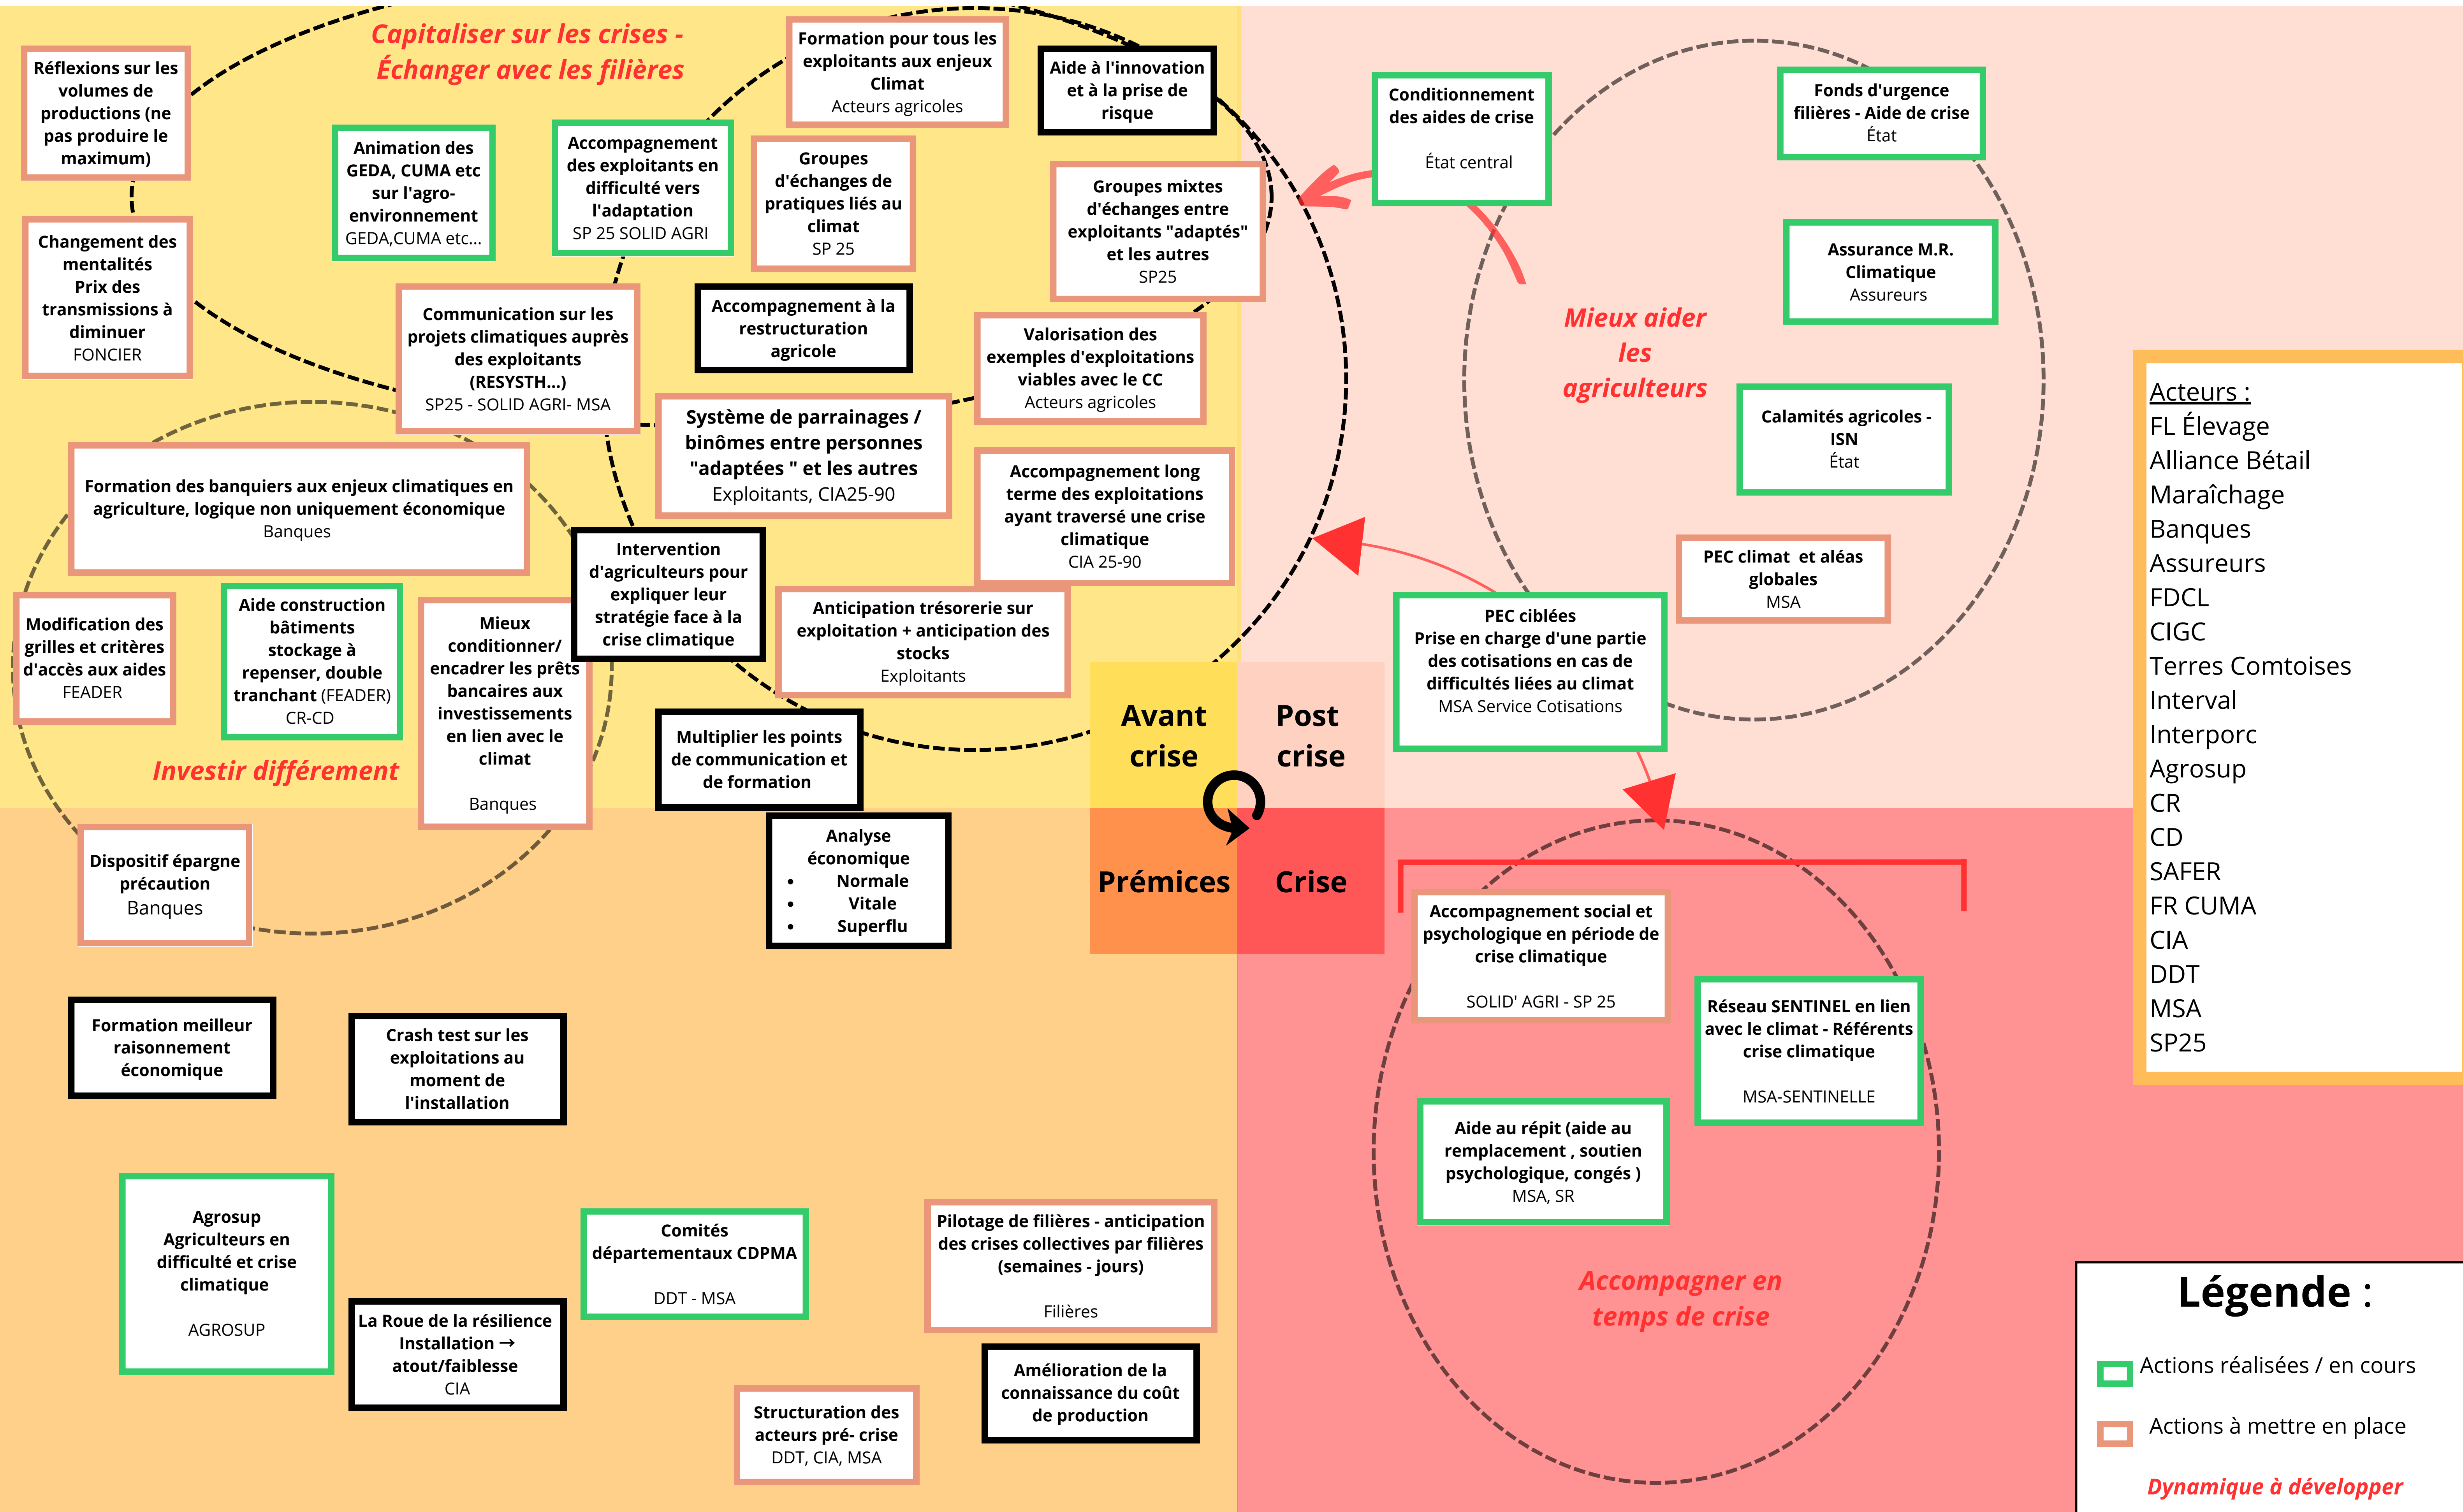 Capitaliser sur les crises -
Échanger avec les filières
Réflexions sur les
volumes de
productions (ne
pas produire le
maximum)
Animation des
GEDA, CUMA etc
sur l'agro-
environnement
GEDA,CUMA etc...
Accompagnement
des exploitants en
difficulté vers
l'adaptation
SP 25 SOLID AGRI
Formation pour tous les
exploitants aux enjeux
Climat
Acteurs agricoles
Aide à l'innovation
et à la prise de
risque
Groupes
d'échanges de
pratiques liés au
climat
SP 25
Groupes mixtes
d'échanges entre
exploitants "adaptés"
et les autres
SP25
Changement des
mentalités
Prix des
transmissions à
diminuer
FONCIER
Communication sur les
projets climatiques auprès
des exploitants
(RESYSTH...)
SP25 - SOLID AGRI- MSA
Accompagnement à la
restructuration
agricole
Valorisation des
exemples d'exploitations
viables avec le CC
Acteurs agricoles
Système de parrainages /
binômes entre personnes
"adaptées " et les autres
Exploitants, CIA25-90
Accompagnement long
terme des exploitations
ayant traversé une crise
climatique
CIA 25-90
Formation des banquiers aux enjeux climatiques en
agriculture, logique non uniquement économique
Banques
Intervention
d'agriculteurs pour
expliquer leur
stratégie face à la
crise climatique
Anticipation trésorerie sur
exploitation + anticipation des
stocks
Exploitants
Modification des
grilles et critères
d'accès aux aides
FEADER
Aide construction
bâtiments
stockage à
repenser, double
tranchant (FEADER)
CR-CD
Mieux
conditionner/
encadrer les prêts
bancaires aux
investissements
en lien avec le
climat
Banques
Investir différement
Multiplier les points
de communication et
de formation
Dispositif épargne
précaution
Banques
Analyse
économique
• Normale
• Vitale
• Superflu
Avant
crise
Post
crise
Prémices
Crise
Conditionnement
des aides de crise
État central
Fonds d'urgence
filières - Aide de crise
État
Assurance M.R.
Climatique
Assureurs
Mieux aider
les
agriculteurs
Calamités agricoles -
ISN
État
PEC climat et aléas
globales
MSA
PEC ciblées
Prise en charge d'une partie
des cotisations en cas de
difficultés liées au climat
MSA Service Cotisations
Acteurs :
FL Élevage
Alliance Bétail
Maraîchage
Banques
Assureurs
FDCL
CIGC
Terres Comtoises
Interval
Interporc
Agrosup
CR
CD
SAFER
FR CUMA
CIA
DDT
MSA
SP25
Formation meilleur
raisonnement
économique
Crash test sur les
exploitations au
moment de
l'installation
Agrosup
Agriculteurs en
difficulté et crise
climatique
AGROSUP
La Roue de la résilience
Installation →
atout/faiblesse
CIA
Comités
départementaux CDPMA
DDT - MSA
Pilotage de filières - anticipation
des crises collectives par filières
(semaines - jours)
Filières
Structuration des
acteurs pré- crise
DDT, CIA, MSA
Amélioration de la
connaissance du coût
de production
Accompagnement social et
psychologique en période de
crise climatique
SOLID' AGRI - SP 25
Réseau SENTINEL en lien
avec le climat - Référents
crise climatique
MSA-SENTINELLE
Aide au répit (aide au
remplacement , soutien
psychologique, congés )
MSA, SR
Accompagner en
temps de crise
Légende :
Actions réalisées / en cours
Actions à mettre en place
Dynamique à développer